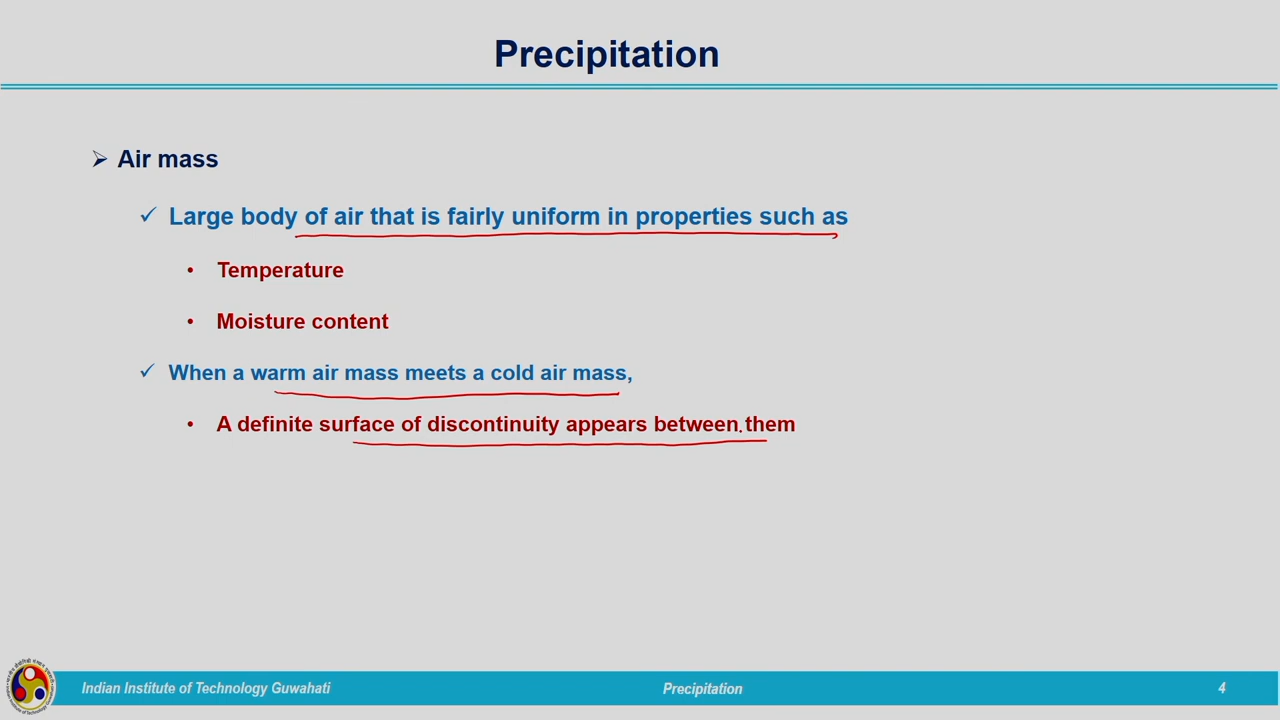 Precipitation
Air mass
Large body of air that is fairly uniform in properties such as
Temperature
Moisture content
When a warm air mass meets a cold air mass,
A definite surface of discontinuity appears between them
Indian Institute of Technology Guwahati
Precipitation
4